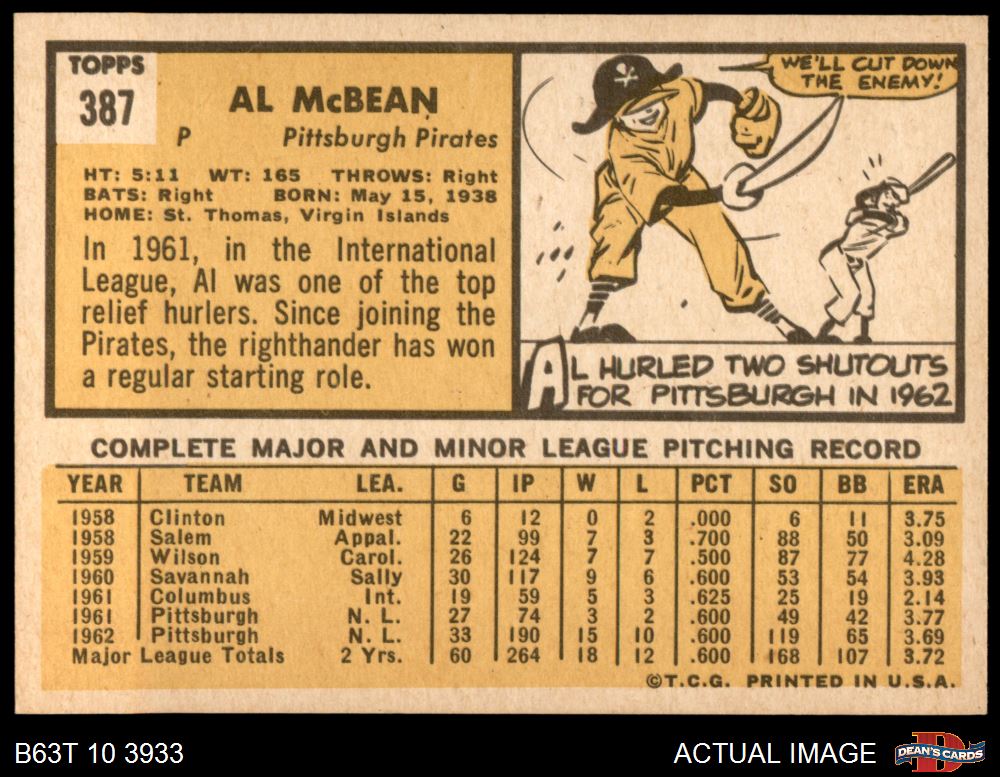 TOPPS
387
AL McBEAN
P Pittsburgh Pirates
HT: 5:11 WT: 165 THROWS: Right
BATS: Right BORN: May 15, 1938
HOME: St. Thomas, Virgin Islands
In 1961, in the International
League, Al was one of the top
relief hurlers. Since joining the
Pirates, the righthander has won
a regular starting role.
WE'LL CUT DOWN
THE ENEMY!
AL HURLED TWO SHUTOUTS
FOR PITTSBURGH IN 1962
COMPLETE MAJOR AND MINOR LEAGUE PITCHING RECORD
YEAR TEAM LEA. G IP W L PCT SO BB ERA
1958 Clinton Midwest 6 12 0 2 .000 6 11 3.75
1958 Salem Appal. 22 99 7 3 .700 88 50 3.09
1959 Wilson Carol. 26 124 7 7 .500 87 77 4.28
1960 Savannah Sally 30 117 9 6 .600 53 54 3.93
1961 Columbus Int. 19 59 5 3 .625 25 19 2.14
1961 Pittsburgh N. L. 27 74 3 2 .600 49 42 3.77
1962 Pittsburgh N. L. 33 190 15 10 .600 119 65 3.69
Major League Totals 2 Yrs. 60 264 18 12 .600 168 107 3.72
©T.C.G. PRINTED IN U.S.A.
B63T 10 3933
ACTUAL IMAGE
D
DEAN'S CARDS